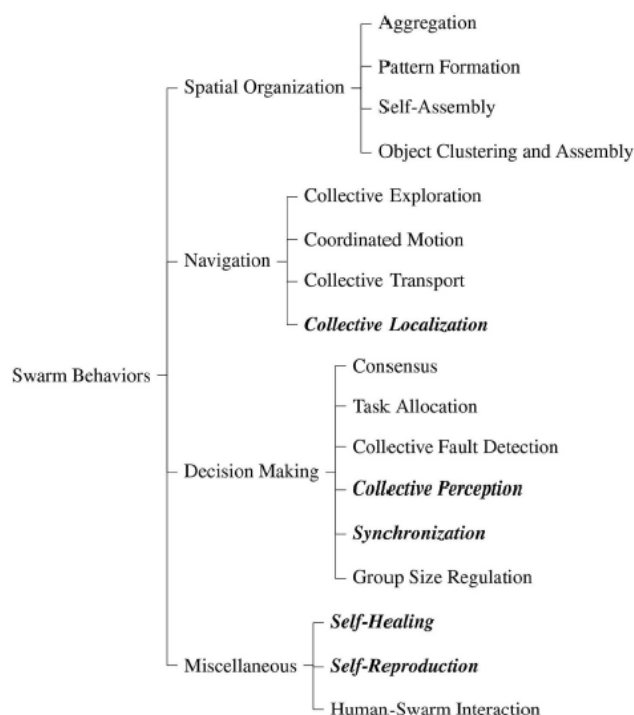 Aggregation
Pattern Formation
Spatial Organization
Self-Assembly
Object Clustering and Assembly
Collective Exploration
Coordinated Motion
Navigation
Collective Transport
Collective Localization
Swarm Behaviors
Consensus
Task Allocation
Collective Fault Detection
Decision Making
Collective Perception
Synchronization
Group Size Regulation
Self-Healing
Miscellaneous
Self-Reproduction
Human-Swarm Interaction